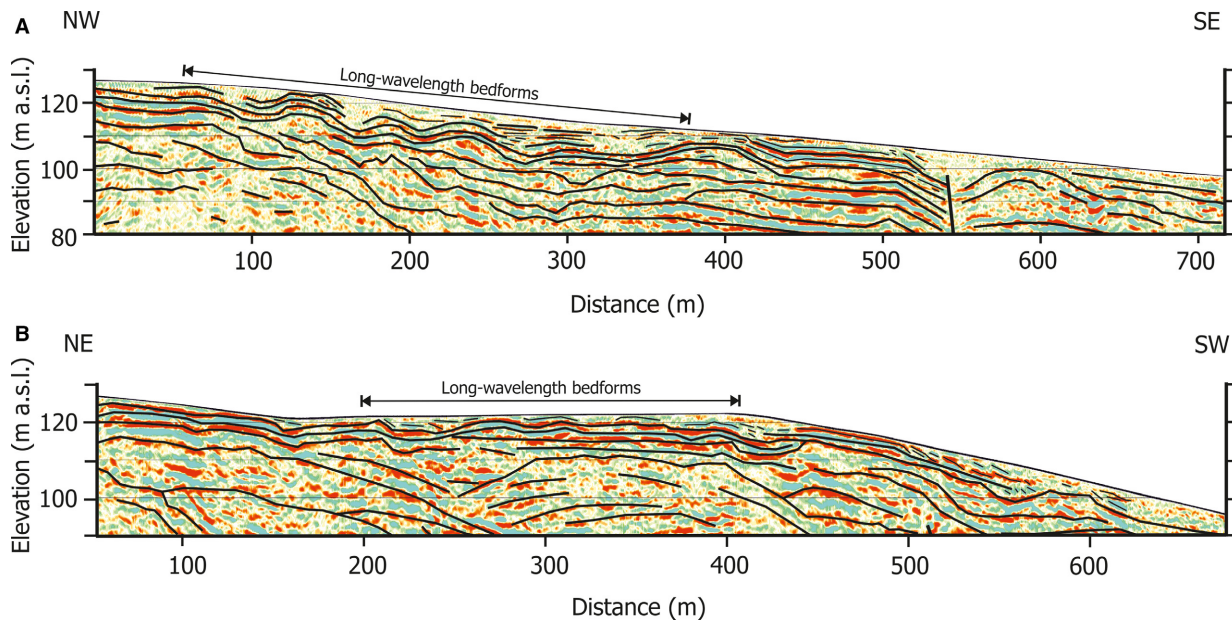 A
NW
SE
Long-wavelength bedforms
Elevation (m a.s.l.)
120
100
80
100
200
300
400
500
600
700
Distance (m)
B
NE
SW
Long-wavelength bedforms
Elevation (m a.s.l.)
120
100
100
200
300
400
500
600
Distance (m)